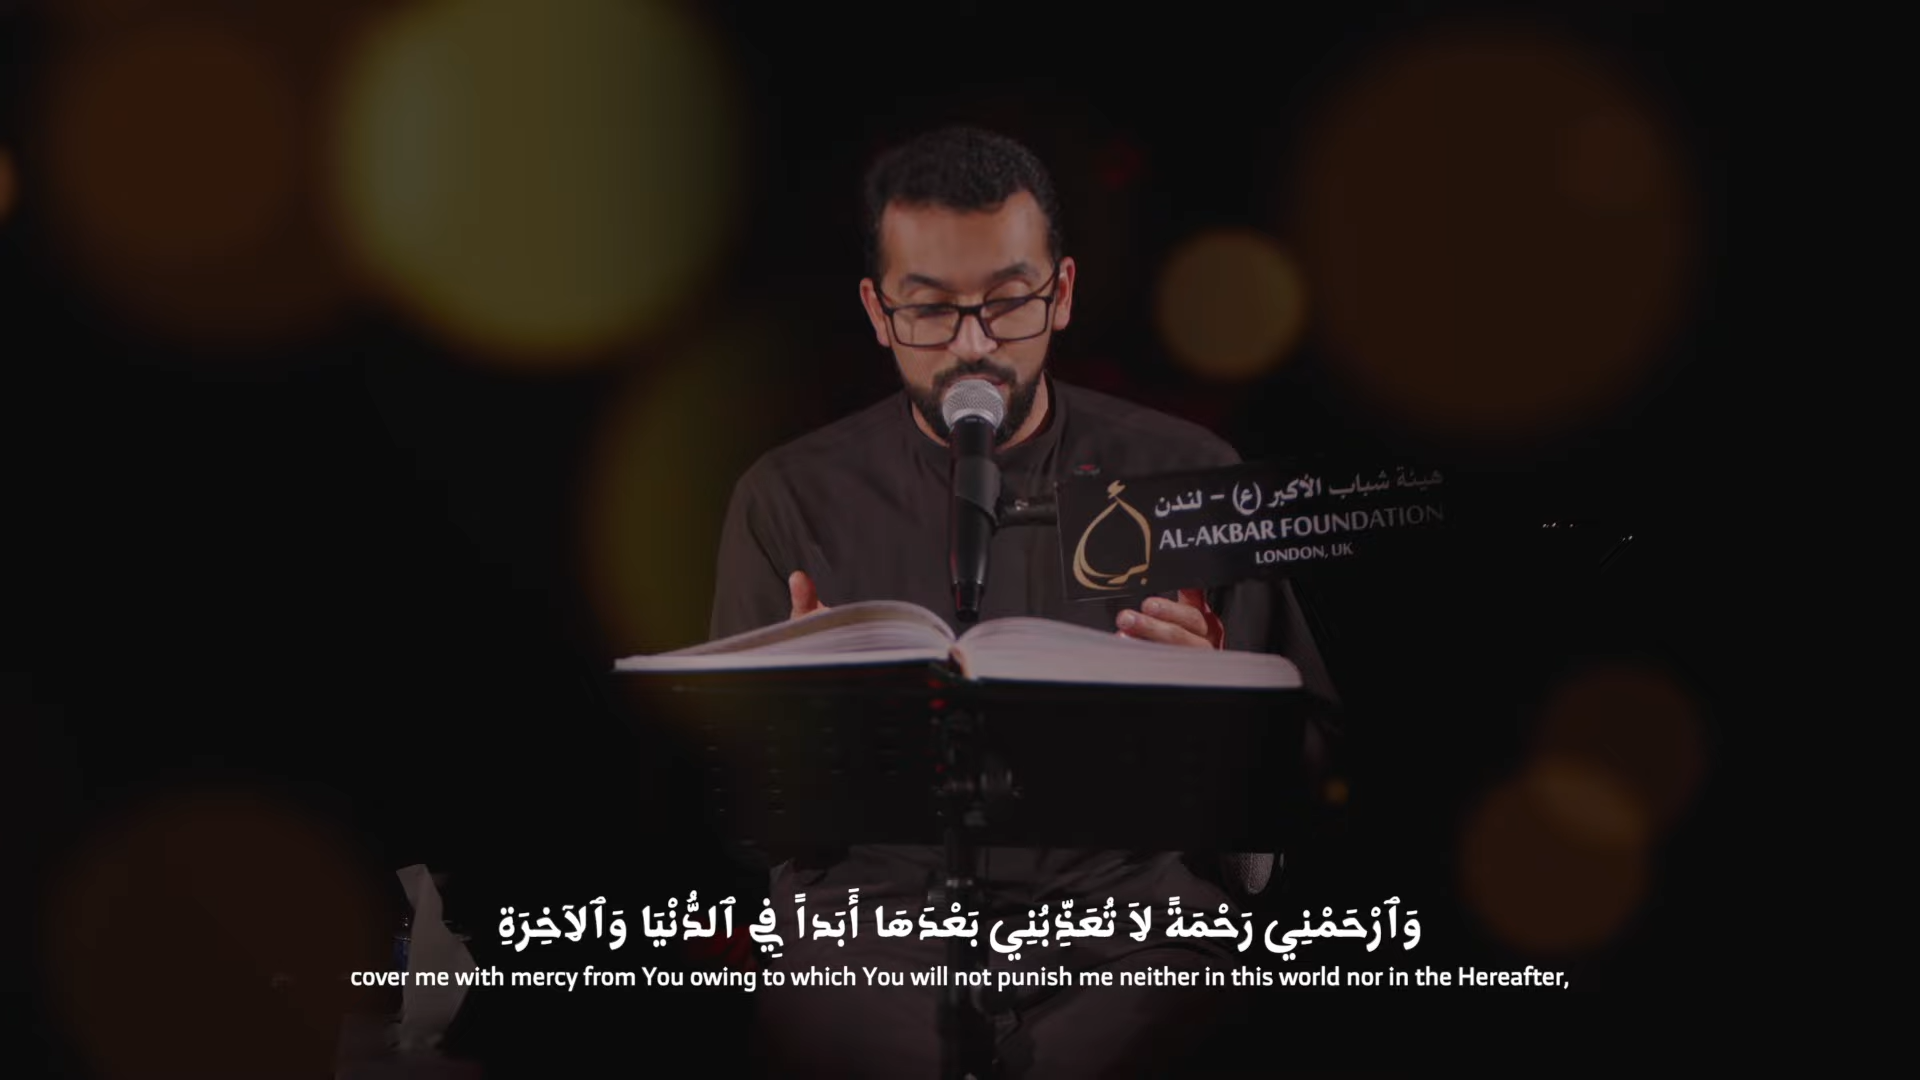 هيئة شباب الأكبر (ع) - لندن
AL-AKBAR FOUNDATION
LONDON, UK
وَٱرْحَمْنِي رَحْمَةً لاَ تُعَذِّبُنِي بَعْدَهَا أَبَداً فِي ٱلدُّنْيَا وَٱلآخِرَةِ
cover me with mercy from You owing to which You will not punish me neither in this world nor in the Hereafter,